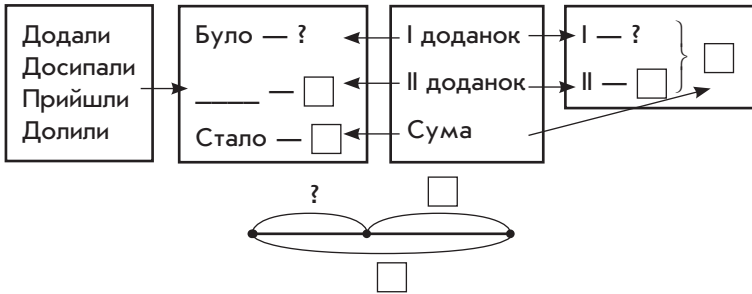 Додали
Досипали
Прийшли
Долили
Було — ?
_____ —
Стало —
І доданок
ІІ доданок
Сума
І — ?
ІІ —
?